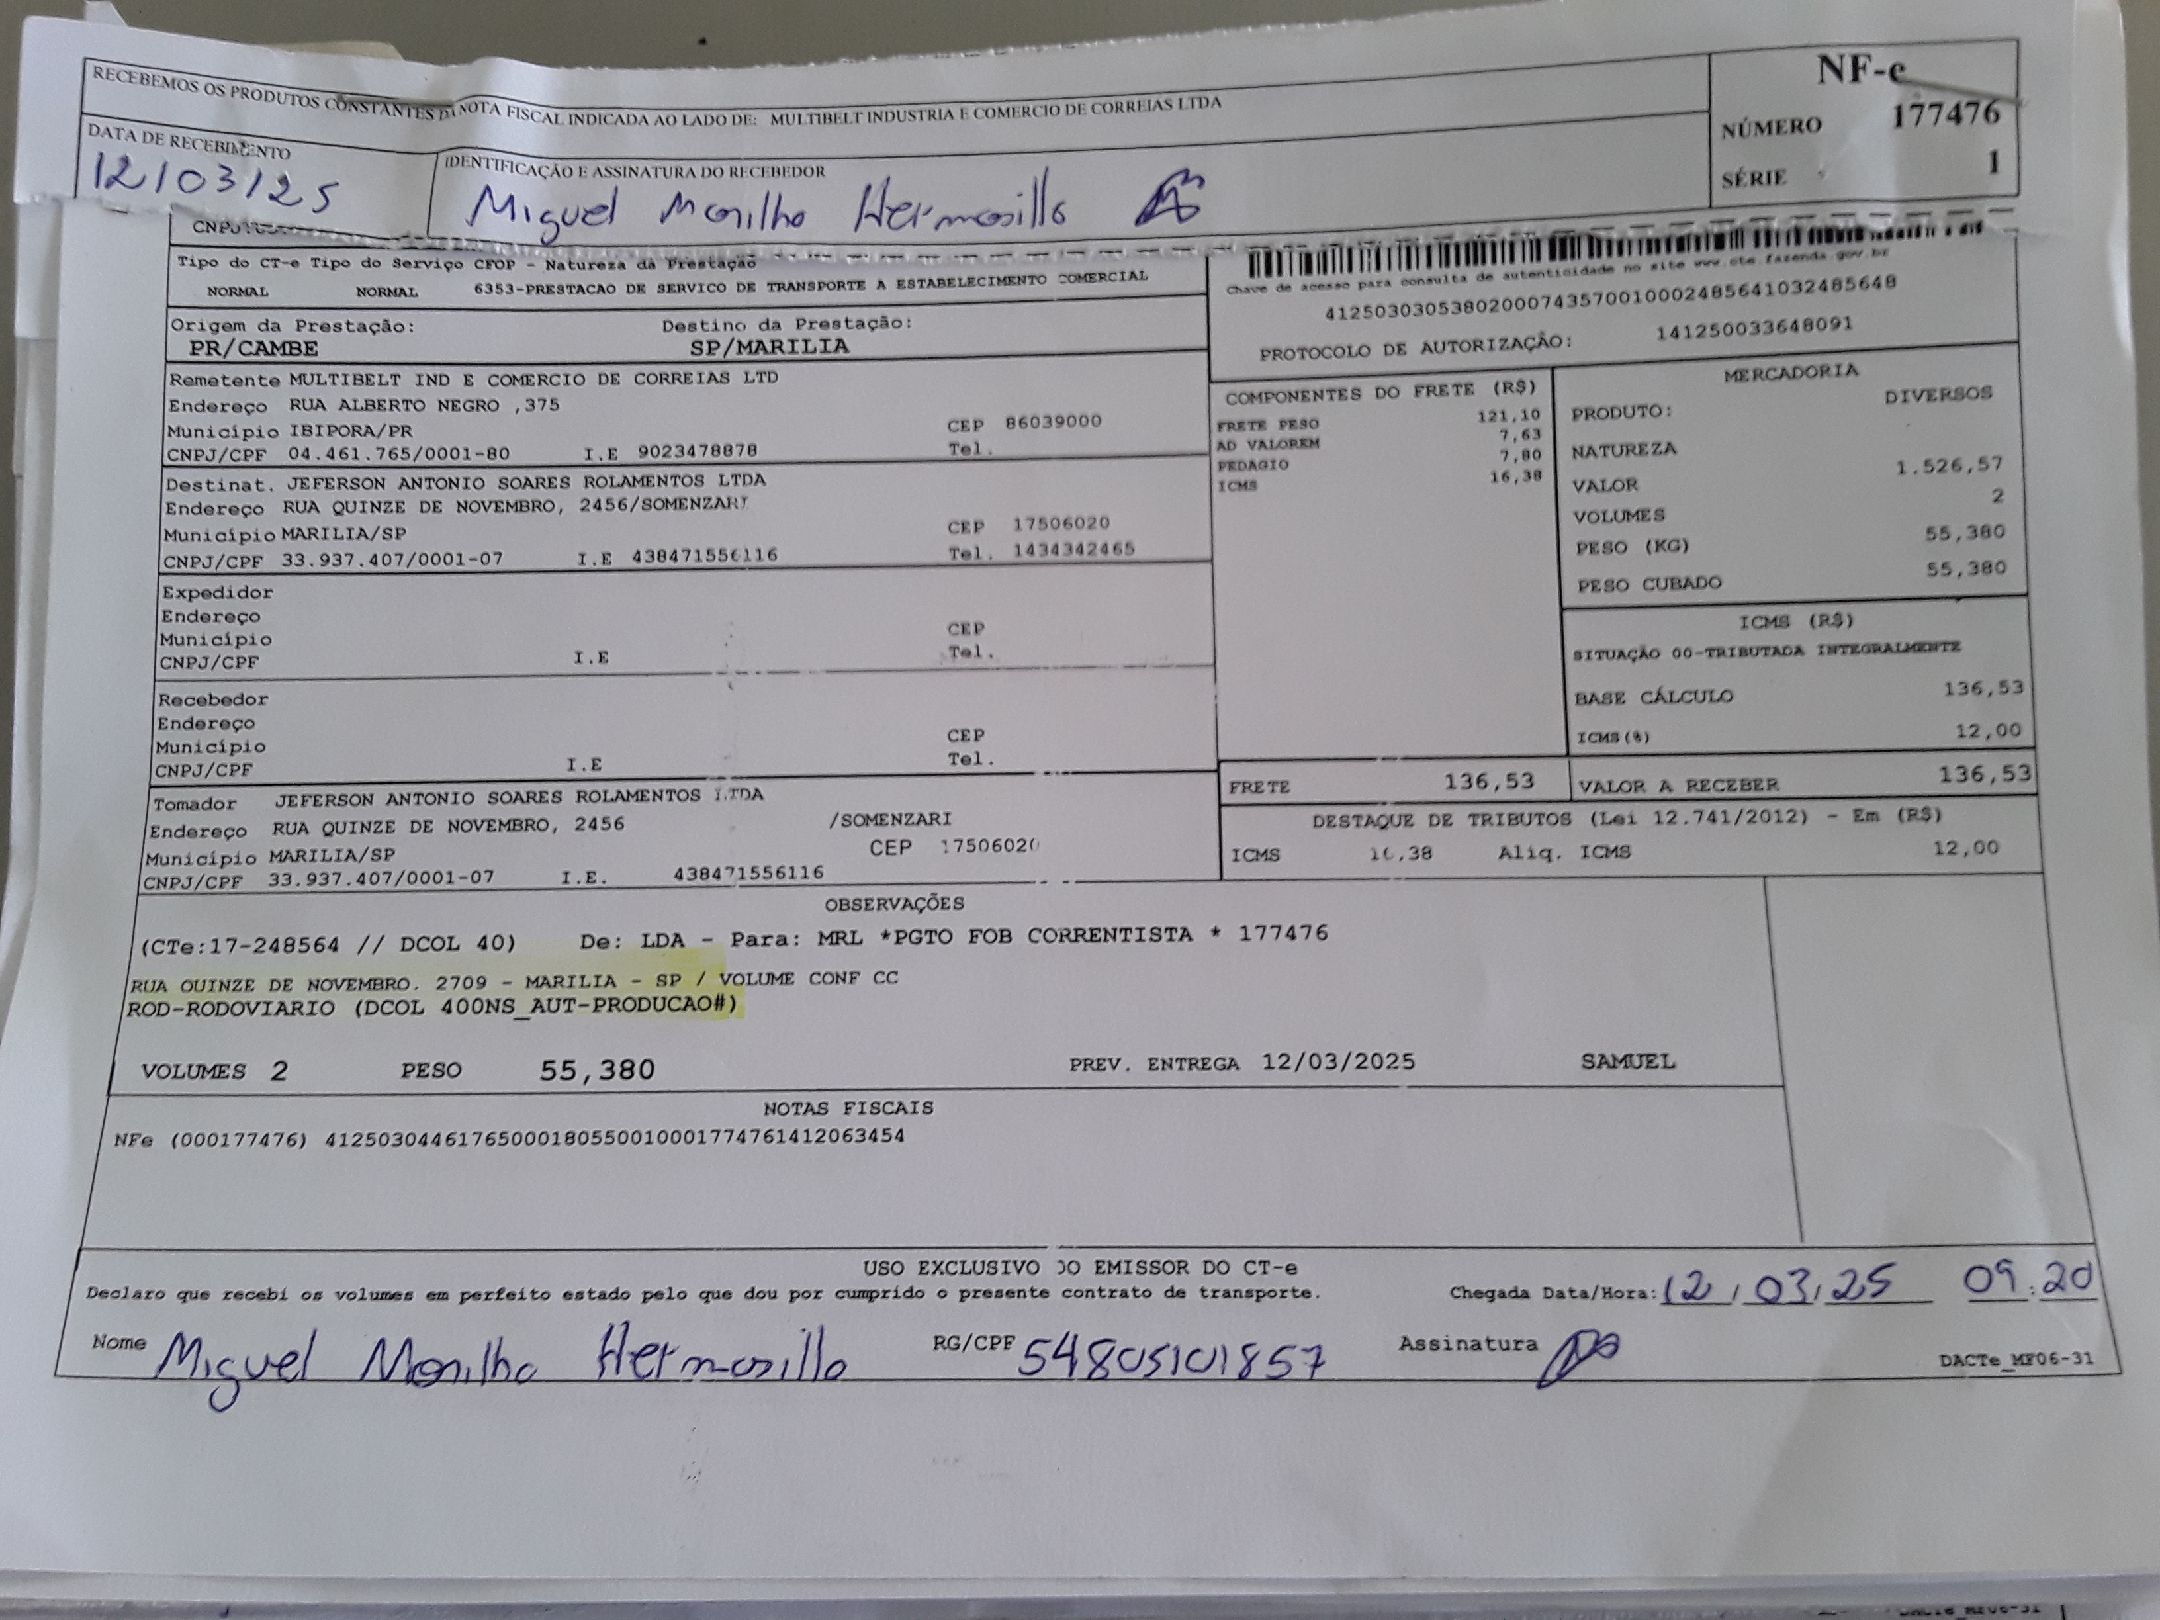 RECEBEMOS OS PRODUTOS CONSTANTES DA NOTA FISCAL INDICADA AO LADO DE: MULTIBELT INDUSTRIA E COMERCIO DE CORREIAS LTDA
NF-e
NÚMERO 177476
SÉRIE 1
DATA DE RECEBIMENTO
12/03/25
IDENTIFICAÇÃO E ASSINATURA DO RECEBEDOR
Miguel Hermosillo
CNPJ
Tipo do CT-e Tipo do Serviço CFOP - Natureza da Prestação
NORMAL NORMAL 6353-PRESTACAO DE SERVICO DE TRANSPORTE A ESTABELECIMENTO COMERCIAL
Chave de acesso para consulta de autenticidade no site www.cte.fazenda.gov.br
41250303053802000743570010002485641032485648
PROTOCOLO DE AUTORIZAÇÃO: 141250033648091
Origem da Prestação: Destino da Prestação:
PR/CAMBE SP/MARILIA
Remetente MULTIBELT IND E COMERCIO DE CORREIAS LTD
Endereço RUA ALBERTO NEGRO ,375
Município IBIPORA/PR CEP 86039000
CNPJ/CPF 04.461.765/0001-80 I.E 9023478878 Tel.
Destinat. JEFERSON ANTONIO SOARES ROLAMENTOS LTDA
Endereço RUA QUINZE DE NOVEMBRO, 2456/SOMENZARI
Município MARILIA/SP CEP 17506020
CNPJ/CPF 33.937.407/0001-07 I.E 438471556116 Tel. 1434342465
Expedidor
Endereço
Município CEP
CNPJ/CPF I.E Tel.
Recebedor
Endereço
Município CEP
CNPJ/CPF I.E Tel.
Tomador JEFERSON ANTONIO SOARES ROLAMENTOS LTDA
Endereço RUA QUINZE DE NOVEMBRO, 2456 /SOMENZARI
Município MARILIA/SP CEP 17506020
CNPJ/CPF 33.937.407/0001-07 I.E. 438471556116
COMPONENTES DO FRETE (R$)
FRETE PESO 121,10
AD VALOREM 7,63
PEDAGIO 7,80
ICMS 16,38
MERCADORIA
PRODUTO: DIVERSOS
NATUREZA
VALOR 1.526,57
VOLUMES 2
PESO (KG) 55,380
PESO CUBADO 55,380
ICMS (R$)
SITUAÇÃO 00-TRIBUTADA INTEGRALMENTE
BASE CÁLCULO 136,53
ICMS(%) 12,00
FRETE 136,53 VALOR A RECEBER 136,53
DESTAQUE DE TRIBUTOS (Lei 12.741/2012) - Em (R$)
ICMS 16,38 Aliq. ICMS 12,00
OBSERVAÇÕES
(CTe:17-248564 // DCOL 40) De: LDA - Para: MRL *PGTO FOB CORRENTISTA * 177476
RUA QUINZE DE NOVEMBRO. 2709 - MARILIA - SP / VOLUME CONF CC
ROD-RODOVIARIO (DCOL 400NS_AUT-PRODUCAO#)
VOLUMES 2 PESO 55,380 PREV. ENTREGA 12/03/2025 SAMUEL
NOTAS FISCAIS
NFe (000177476) 41250304461765000180550010001774761412063454
USO EXCLUSIVO DO EMISSOR DO CT-e
Declaro que recebi os volumes em perfeito estado pelo que dou por cumprido o presente contrato de transporte. Chegada Data/Hora: 12/03/25 09:20
Nome Miguel Hermosillo RG/CPF 54805101857 Assinatura
DACTe_MF06-31